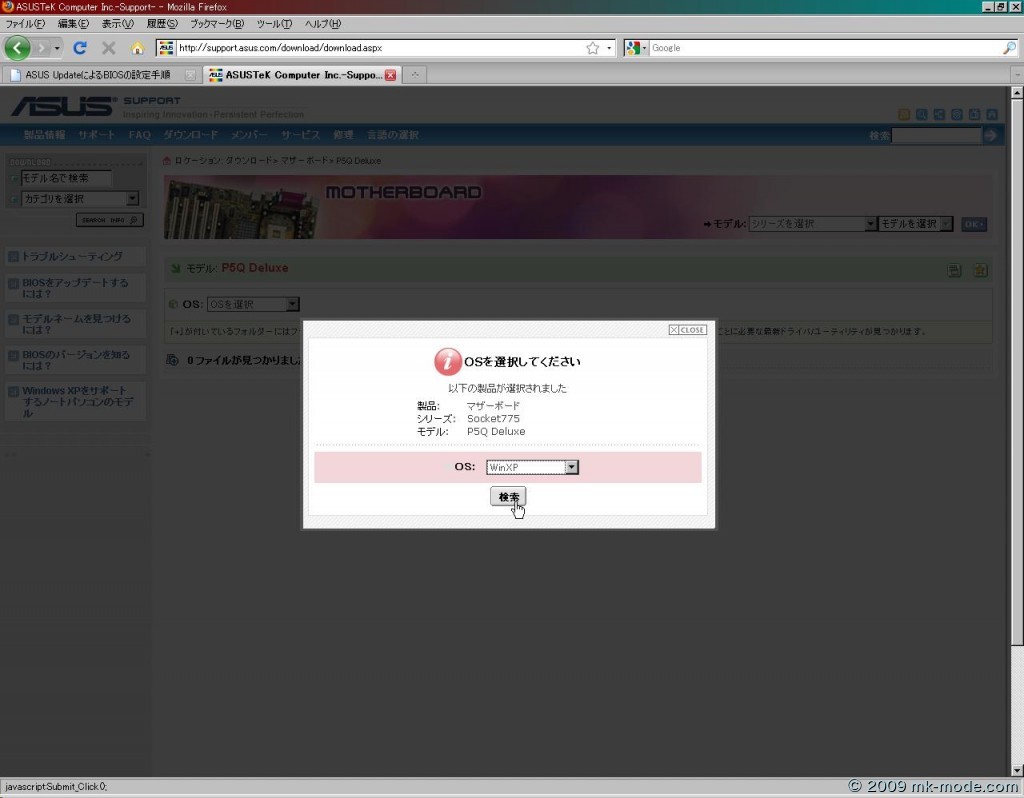 ASUSTeK Computer Inc.-Support- - Mozilla Firefox
ファイル(F) 編集(E) 表示(V) 履歴(S) ブックマーク(B) ツール(T) ヘルプ(H)
http://support.asus.com/download/download.aspx
Google
ASUS UpdateによるBIOSの設定手順
ASUSTeK Computer Inc.-Suppo...
ASUS SUPPORT
Inspiring Innovation · Persistent Perfection
製品情報 サポート FAQ ダウンロード メンバー サービス 修理 言語の選択
検索
DOWNLOAD
モデル名で検索
カテゴリを選択
SEARCH INFO
ロケーション: ダウンロード» マザーボード» P5Q Deluxe
MOTHERBOARD
モデル: シリーズを選択 モデルを選択 OK
トラブルシューティング
BIOSをアップデートするには?
モデルネームを見つけるには?
BIOSのバージョンを知るには?
Windows XPをサポートするノートパソコンのモデル
モデル: P5Q Deluxe
OS: OSを選択
「+」が付いているフォルダーにはフ
ことに必要な最新ドライバ/ユーティリティが見つかります。
0 ファイルが見つかりまし
CLOSE
OSを選択してください
以下の製品が選択されました
製品: マザーボード
シリーズ: Socket775
モデル: P5Q Deluxe
OS: WinXP
検索
javascript:Submit_Click();
© 2009 mk-mode.com